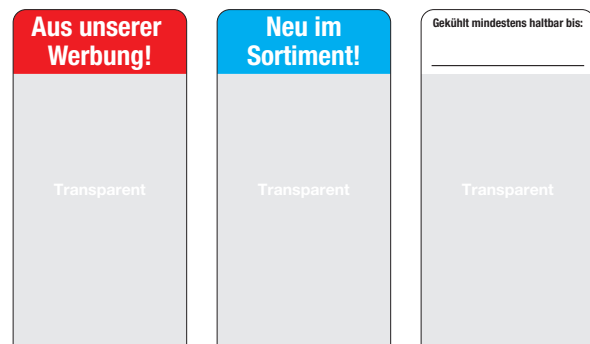 Aus unserer
Werbung!
Transparent
Neu im
Sortiment!
Transparent
Gekühlt mindestens haltbar bis:
Transparent